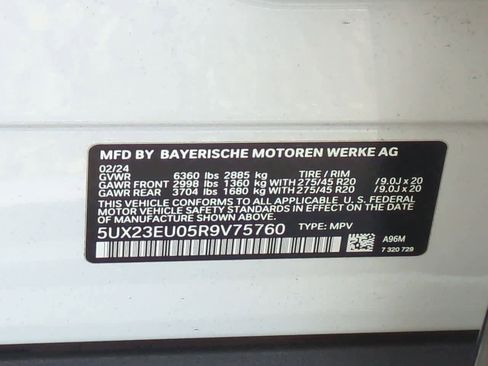 MFD BY BAYERISCHE MOTOREN WERKE AG
02/24
GVWR 6360 lbs 2885 kg TIRE / RIM
GAWR FRONT 2998 lbs 1360 kg WITH 275/45 R20 /9.0J x 20
GAWR REAR 3704 lbs 1680 kg WITH 275/45 R20 /9.0J x 20
THIS VEHICLE CONFORMS TO ALL APPLICABLE U. S. FEDERAL
MOTOR VEHICLE SAFETY STANDARDS IN EFFECT ON THE DATE
OF MANUFACTURE SHOWN ABOVE.
5UX23EU05R9V75760 TYPE: MPV
A96M
7 320 729